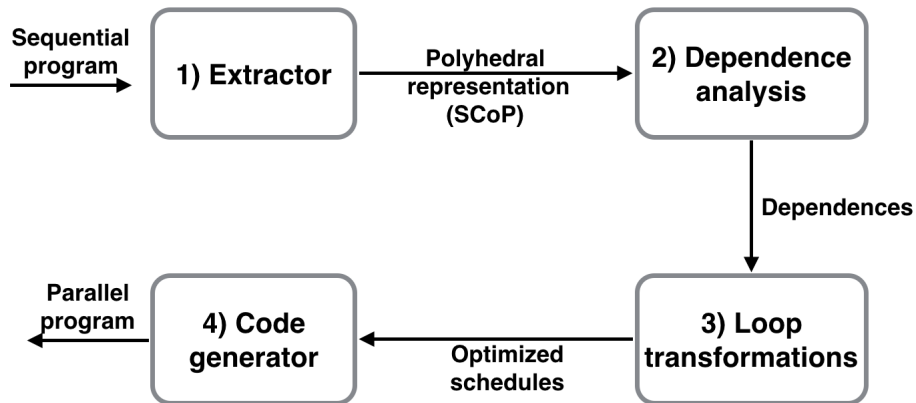 Sequential
program
1) Extractor
Polyhedral
representation
(SCoP)
2) Dependence
analysis
Dependences
3) Loop
transformations
Optimized
schedules
4) Code
generator
Parallel
program